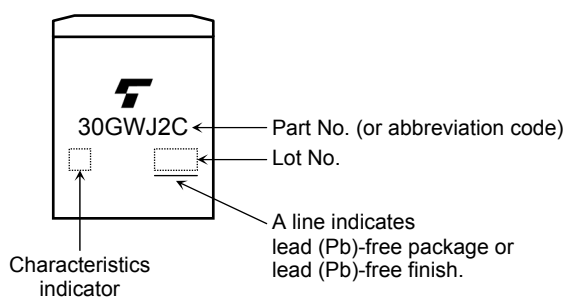 30GWJ2C
Part No. (or abbreviation code)
Lot No.
A line indicates
lead (Pb)-free package or
lead (Pb)-free finish.
Characteristics
indicator